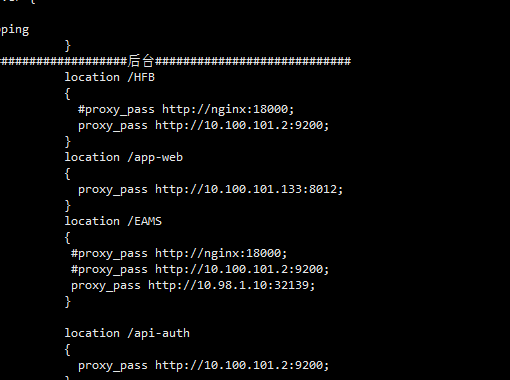 {
pping
}
##################后台############################
location /HFB
{
#proxy_pass http://nginx:18000;
proxy_pass http://10.100.101.2:9200;
}
location /app-web
{
proxy_pass http://10.100.101.133:8012;
}
location /EAMS
{
#proxy_pass http://nginx:18000;
#proxy_pass http://10.100.101.2:9200;
proxy_pass http://10.98.1.10:32139;
}
location /api-auth
{
proxy_pass http://10.100.101.2:9200;
}